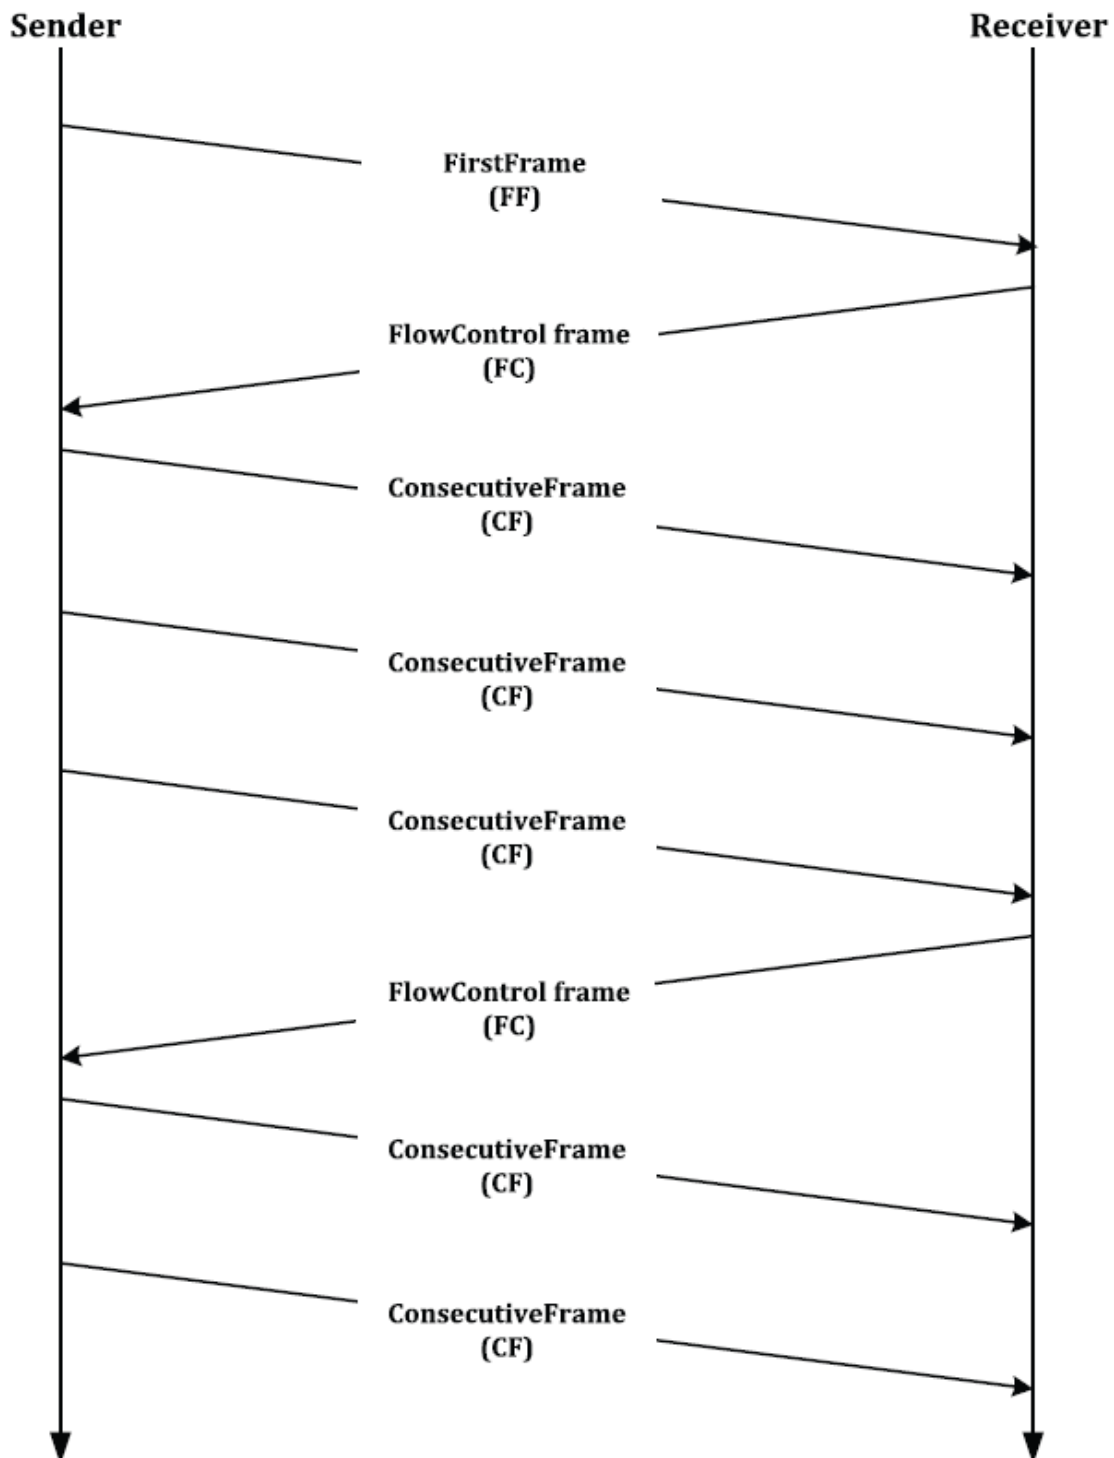 Sender
Receiver
FirstFrame
(FF)
FlowControl frame
(FC)
ConsecutiveFrame
(CF)
ConsecutiveFrame
(CF)
ConsecutiveFrame
(CF)
FlowControl frame
(FC)
ConsecutiveFrame
(CF)
ConsecutiveFrame
(CF)